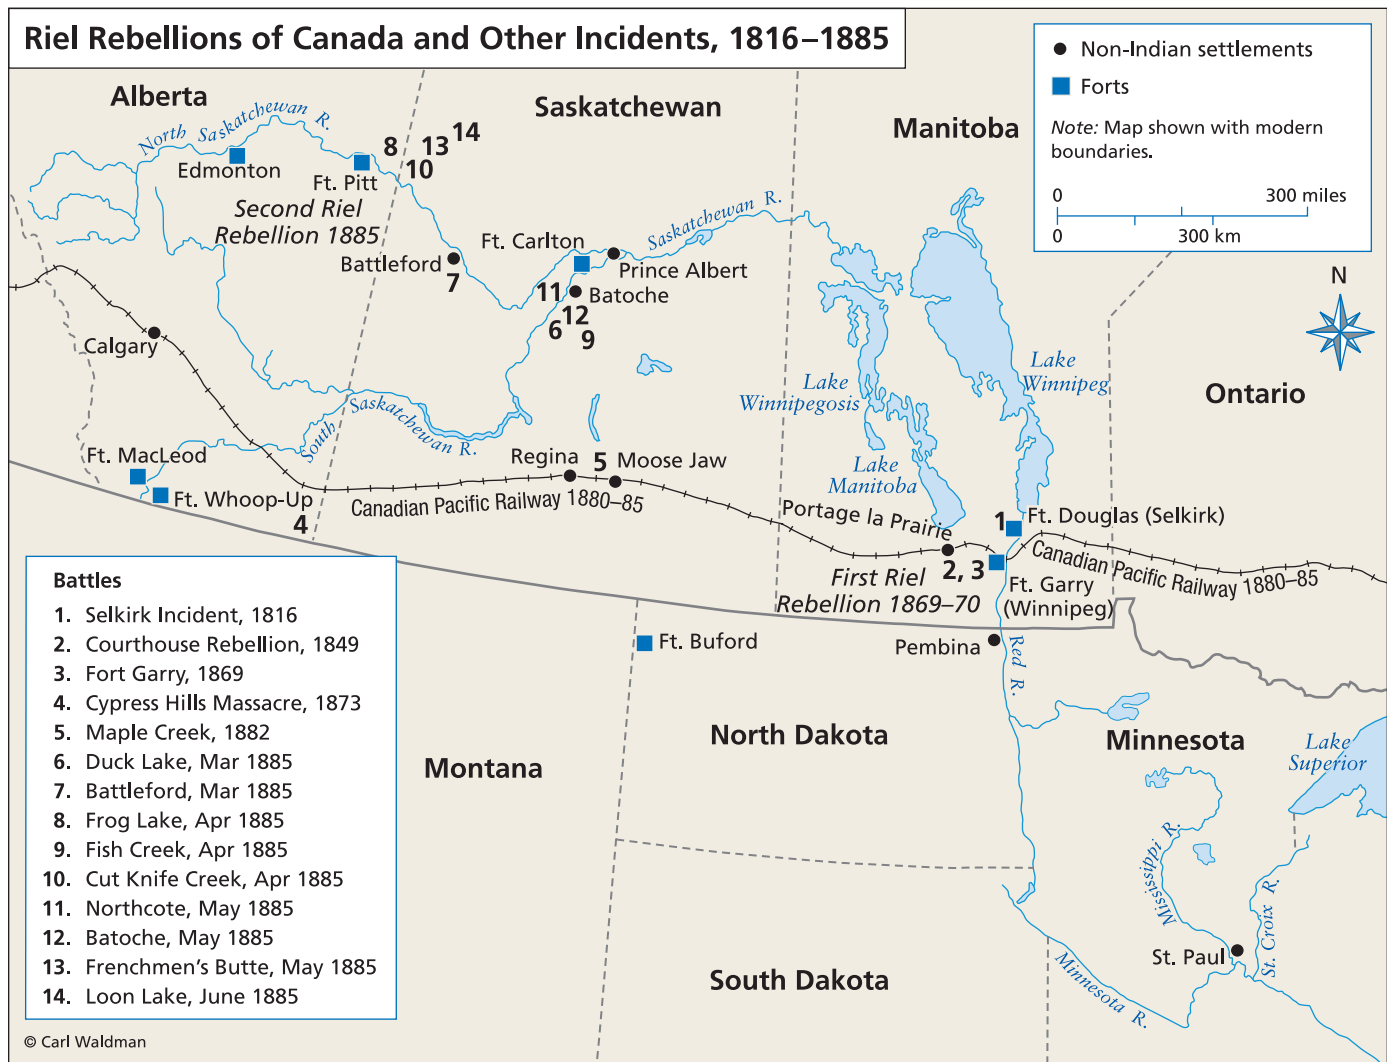 Riel Rebellions of Canada and Other Incidents, 1816–1885
Non-Indian settlements
Forts
Note: Map shown with modern
boundaries.
0 300 miles
0 300 km
N
Alberta
Saskatchewan
Manitoba
Ontario
North Saskatchewan R.
Edmonton
Ft. Pitt
8
13
14
10
Second Riel
Rebellion 1885
Battleford
7
Ft. Carlton
Saskatchewan R.
Prince Albert
11
Batoche
12
6
9
Calgary
Lake
Winnipegosis
Lake
Winnipeg
Lake
Manitoba
South Saskatchewan R.
Ft. MacLeod
Ft. Whoop-Up
4
Regina
5
Moose Jaw
Canadian Pacific Railway 1880–85
Portage la Prairie
1
Ft. Douglas (Selkirk)
2, 3
Canadian Pacific Railway 1880–85
First Riel
Rebellion 1869–70
Ft. Garry
(Winnipeg)
Ft. Buford
Pembina
Red R.
North Dakota
Montana
Minnesota
Lake
Superior
Mississippi R.
St. Croix R.
St. Paul
Minnesota R.
South Dakota
Battles
1. Selkirk Incident, 1816
2. Courthouse Rebellion, 1849
3. Fort Garry, 1869
4. Cypress Hills Massacre, 1873
5. Maple Creek, 1882
6. Duck Lake, Mar 1885
7. Battleford, Mar 1885
8. Frog Lake, Apr 1885
9. Fish Creek, Apr 1885
10. Cut Knife Creek, Apr 1885
11. Northcote, May 1885
12. Batoche, May 1885
13. Frenchmen's Butte, May 1885
14. Loon Lake, June 1885
© Carl Waldman